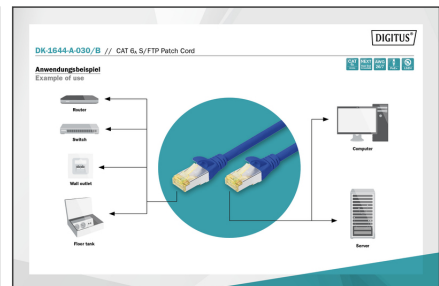 DIGITUS®
DK-1644-A-030/B // CAT 6A S/FTP Patch Cord
Anwendungsbeispiel
Example of use
Router
Switch
Wall outlet
Floor tank
Computer
Server